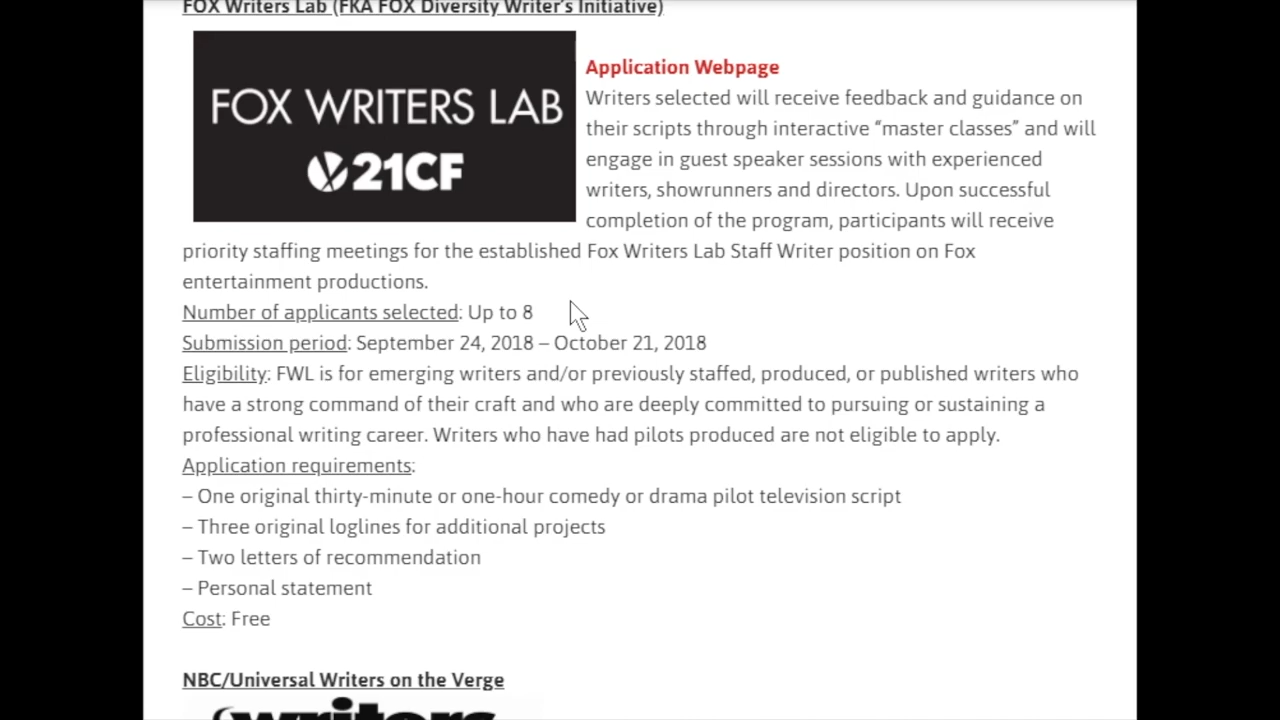 FOX Writers Lab (FKA FOX Diversity Writer's Initiative)
FOX WRITERS LAB
21CF
Application Webpage
Writers selected will receive feedback and guidance on
their scripts through interactive “master classes” and will
engage in guest speaker sessions with experienced
writers, showrunners and directors. Upon successful
completion of the program, participants will receive
priority staffing meetings for the established Fox Writers Lab Staff Writer position on Fox
entertainment productions.
Number of applicants selected: Up to 8
Submission period: September 24, 2018 – October 21, 2018
Eligibility: FWL is for emerging writers and/or previously staffed, produced, or published writers who
have a strong command of their craft and who are deeply committed to pursuing or sustaining a
professional writing career. Writers who have had pilots produced are not eligible to apply.
Application requirements:
– One original thirty-minute or one-hour comedy or drama pilot television script
– Three original loglines for additional projects
– Two letters of recommendation
– Personal statement
Cost: Free
NBC/Universal Writers on the Verge
writers